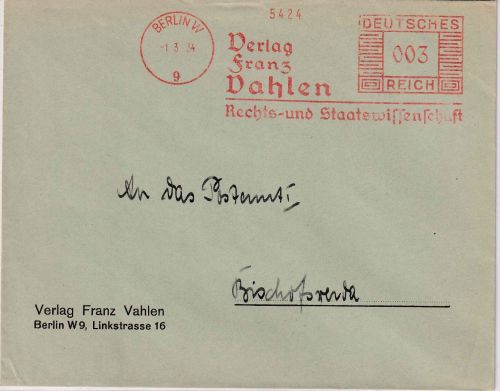 5424
BERLIN W
-1.3.34
9
Verlag
Franz
Vahlen
Rechts-und Staatswissenschaft
DEUTSCHES
003
REICH
An das Postamt I
Bischofswerda
Verlag Franz Vahlen
Berlin W9, Linkstrasse 16